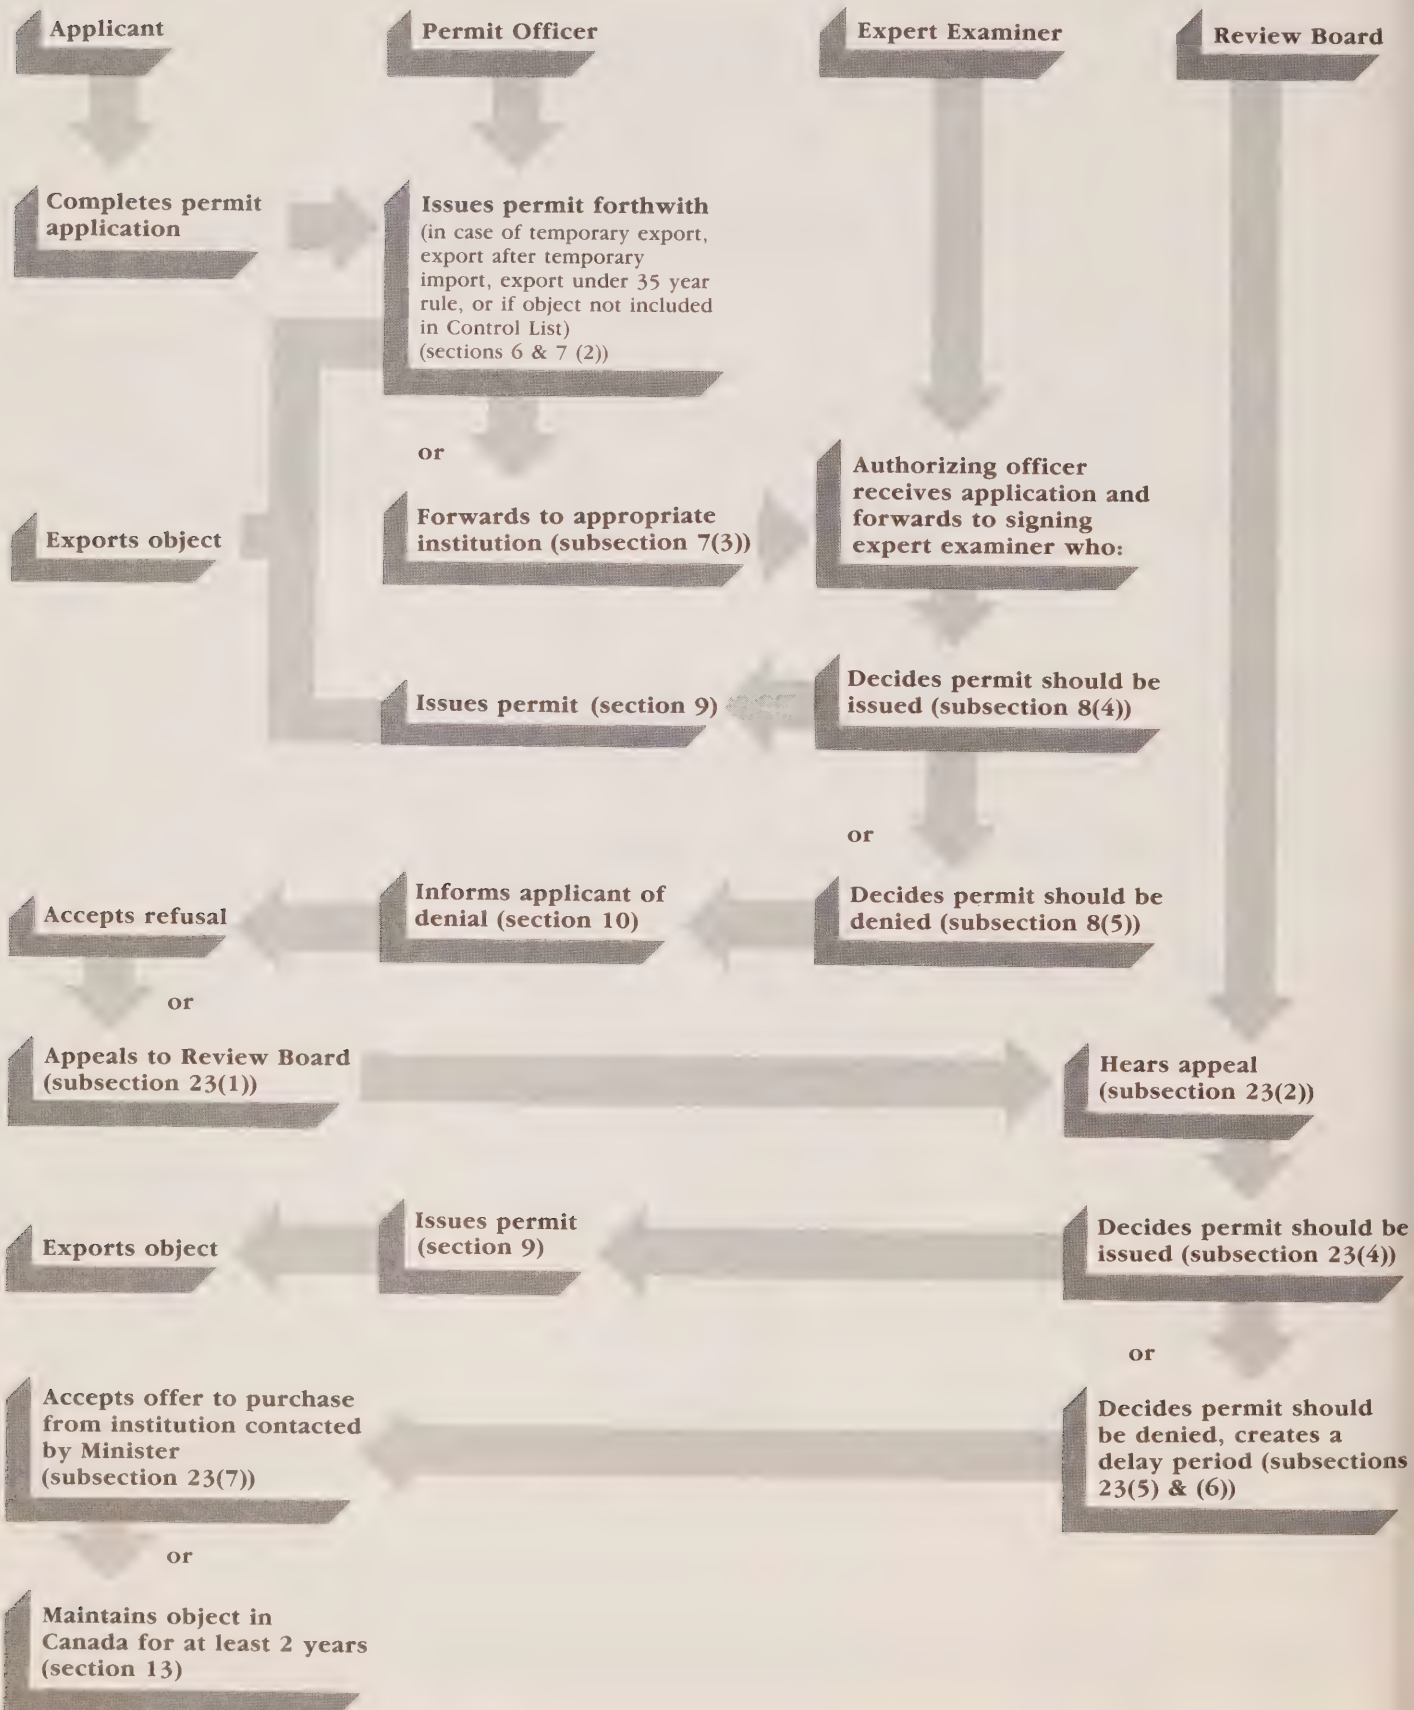 Applicant
Permit Officer
Expert Examiner
Review Board
Completes permit
application
Issues permit forthwith
(in case of temporary export,
export after temporary
import, export under 35 year
rule, or if object not included
in Control List)
(sections 6 & 7 (2))
or
Exports object
Forwards to appropriate
institution (subsection 7(3))
Authorizing officer
receives application and
forwards to signing
expert examiner who:
Issues permit (section 9)
Decides permit should be
issued (subsection 8(4))
or
Accepts refusal
Informs applicant of
denial (section 10)
Decides permit should be
denied (subsection 8(5))
or
Appeals to Review Board
(subsection 23(1))
Hears appeal
(subsection 23(2))
Exports object
Issues permit
(section 9)
Decides permit should be
issued (subsection 23(4))
or
Accepts offer to purchase
from institution contacted
by Minister
(subsection 23(7))
Decides permit should
be denied, creates a
delay period (subsections
23(5) & (6))
or
Maintains object in
Canada for at least 2 years
(section 13)